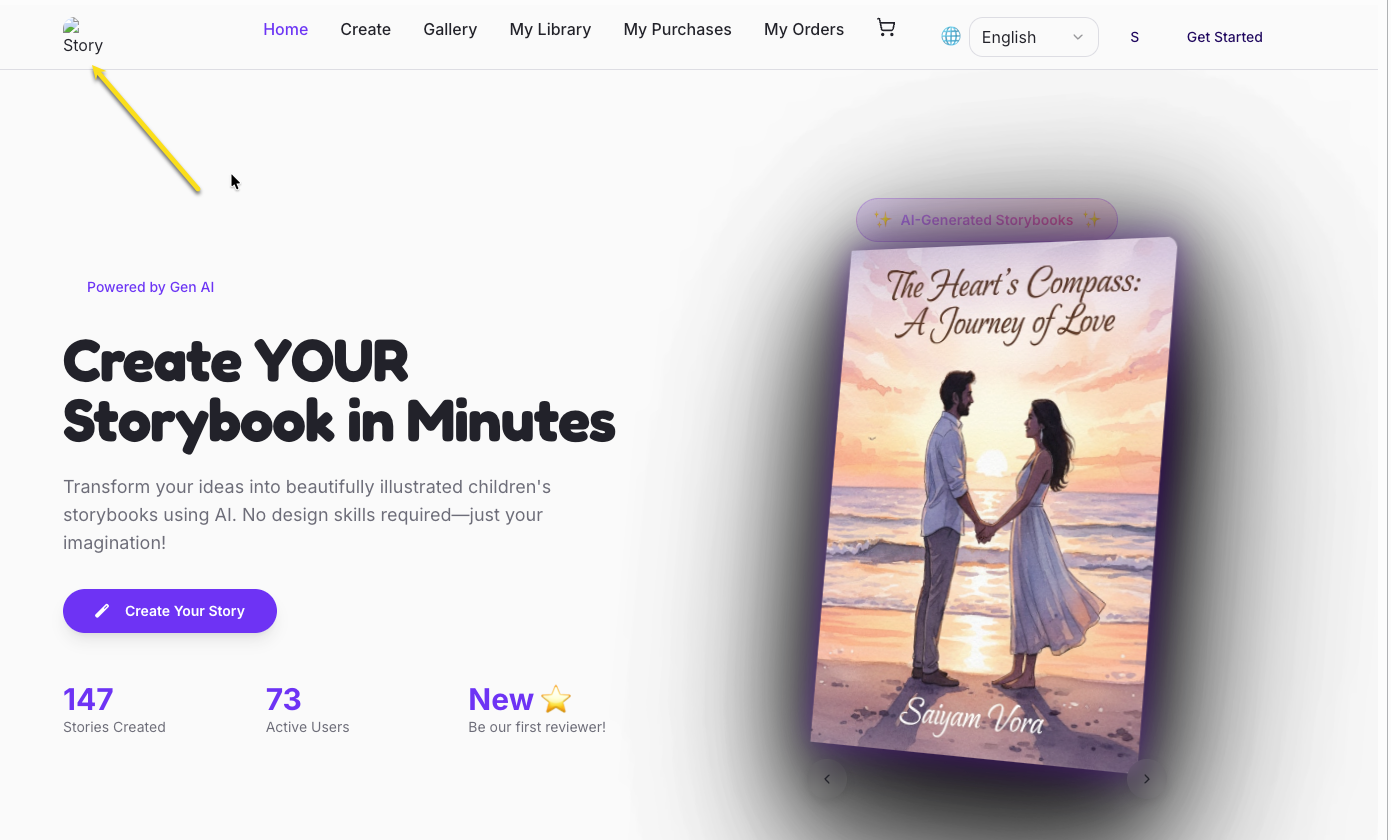 Story
Home
Create
Gallery
My Library
My Purchases
My Orders
English
S
Get Started
✨ AI-Generated Storybooks ✨
The Heart's Compass:
A Journey of Love
Saiyam Vora
Powered by Gen AI
Create YOUR
Storybook in Minutes
Transform your ideas into beautifully illustrated children's
storybooks using AI. No design skills required—just your
imagination!
Create Your Story
147
Stories Created
73
Active Users
New ⭐
Be our first reviewer!